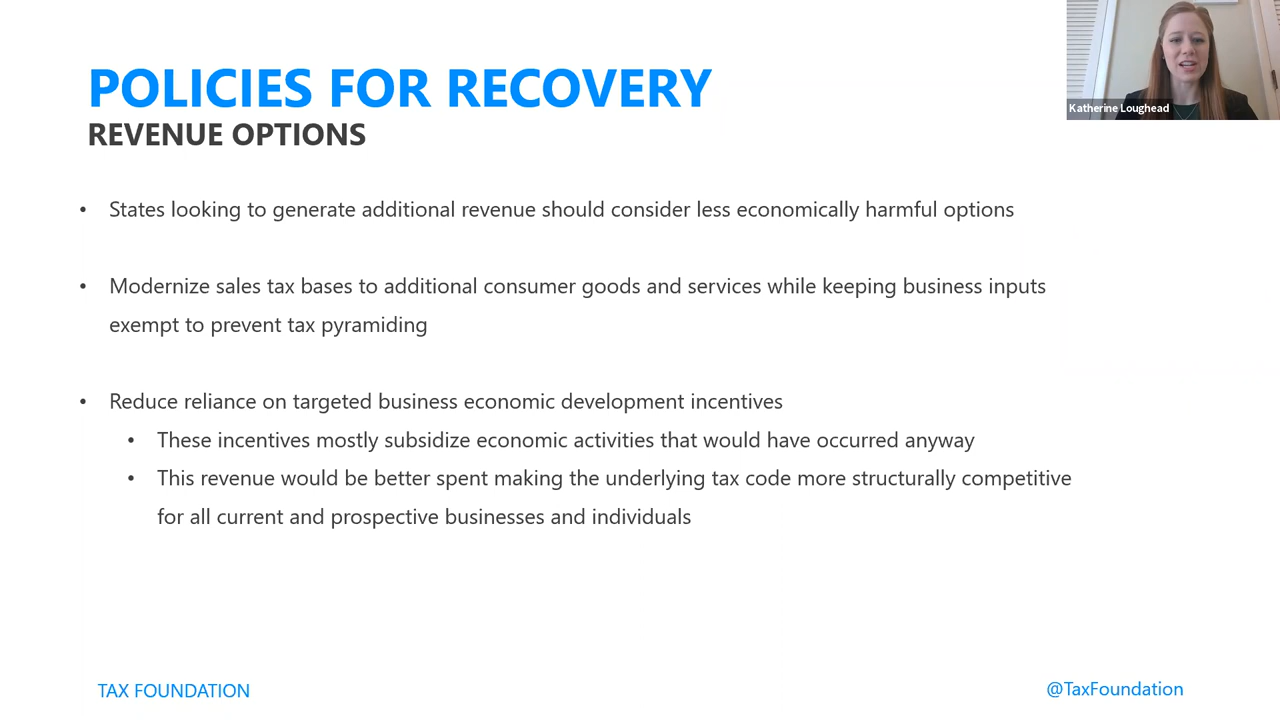 POLICIES FOR RECOVERY
REVENUE OPTIONS
Katherine Loughead
• States looking to generate additional revenue should consider less economically harmful options
• Modernize sales tax bases to additional consumer goods and services while keeping business inputs
exempt to prevent tax pyramiding
• Reduce reliance on targeted business economic development incentives
• These incentives mostly subsidize economic activities that would have occurred anyway
• This revenue would be better spent making the underlying tax code more structurally competitive
for all current and prospective businesses and individuals
TAX FOUNDATION
@TaxFoundation